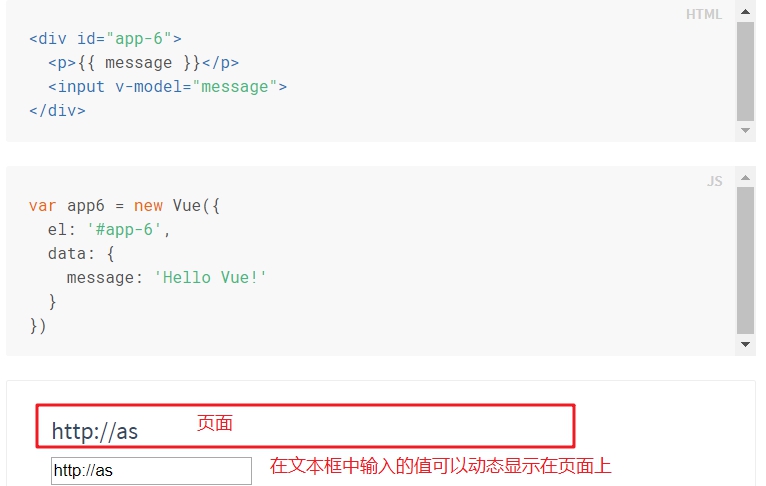 HTML
<div id="app-6">
  <p>{{ message }}</p>
  <input v-model="message">
</div>
JS
var app6 = new Vue({
  el: '#app-6',
  data: {
    message: 'Hello Vue!'
  }
})
http://as 页面
http://as 在文本框中输入的值可以动态显示在页面上